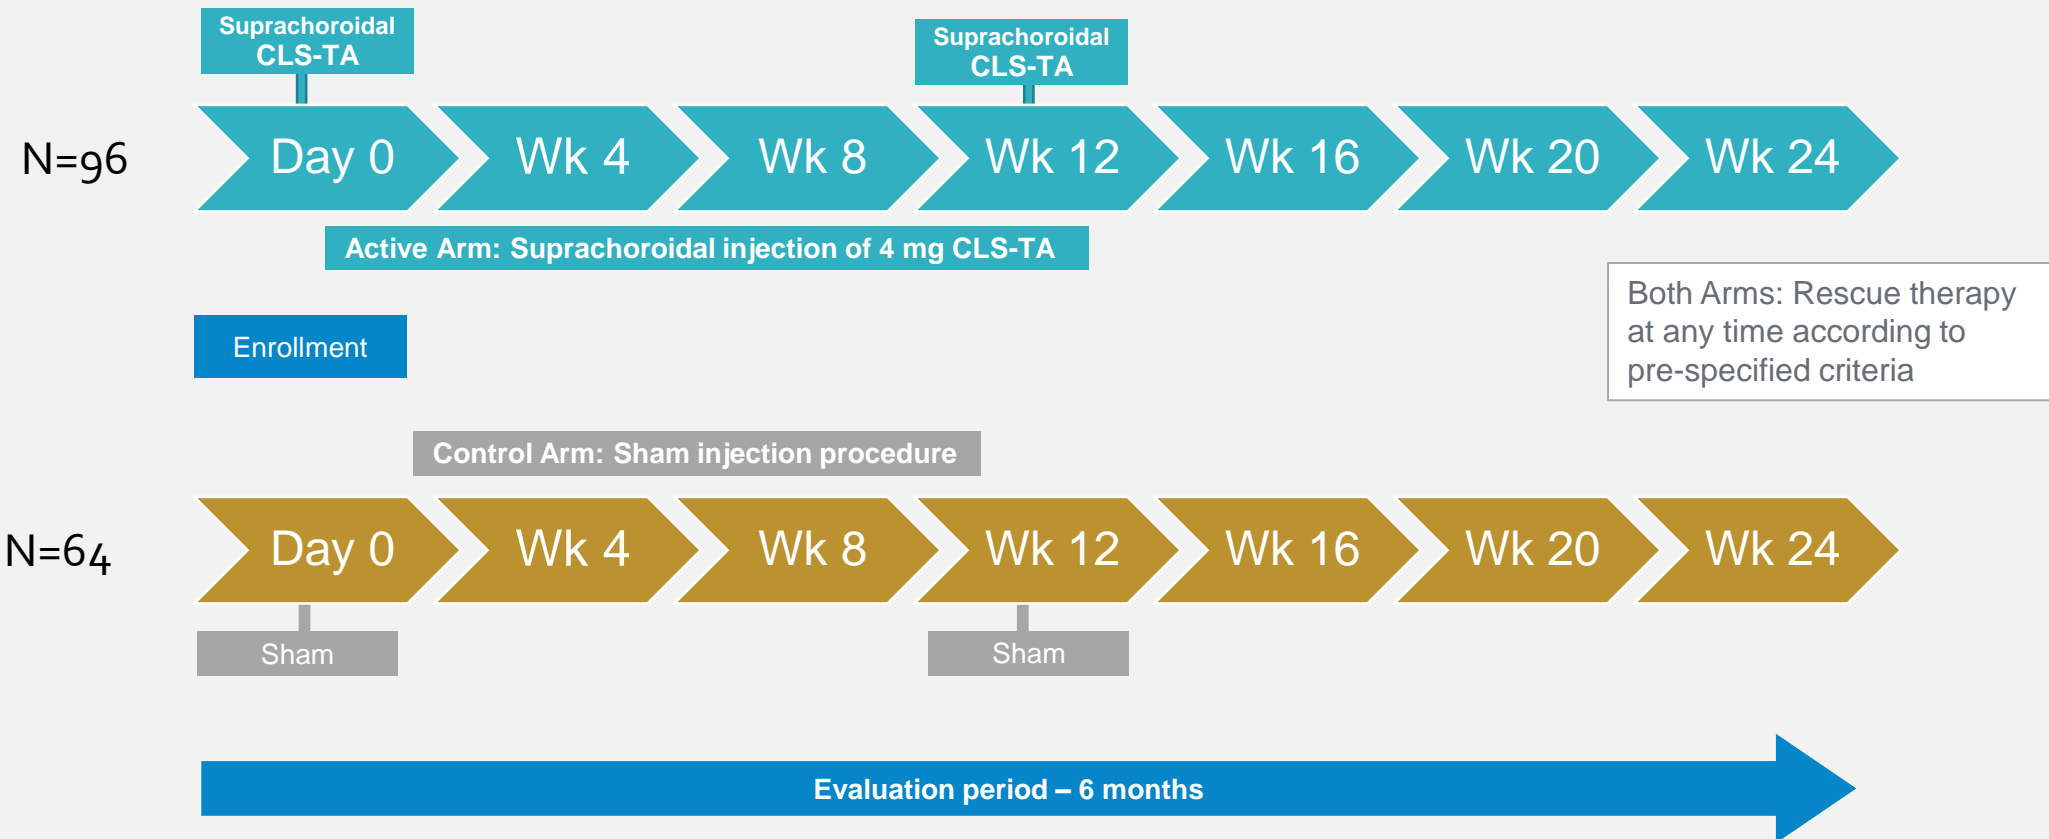 Suprachoroidal
CLS-TA
Suprachoroidal
CLS-TA
N=96
Day 0
Wk 4
Wk 8
Wk 12
Wk 16
Wk 20
Wk 24
Active Arm: Suprachoroidal injection of 4 mg CLS-TA
Both Arms: Rescue therapy
at any time according to
pre-specified criteria
Enrollment
Control Arm: Sham injection procedure
N=64
Day 0
Wk 4
Wk 8
Wk 12
Wk 16
Wk 20
Wk 24
Sham
Sham
Evaluation period – 6 months